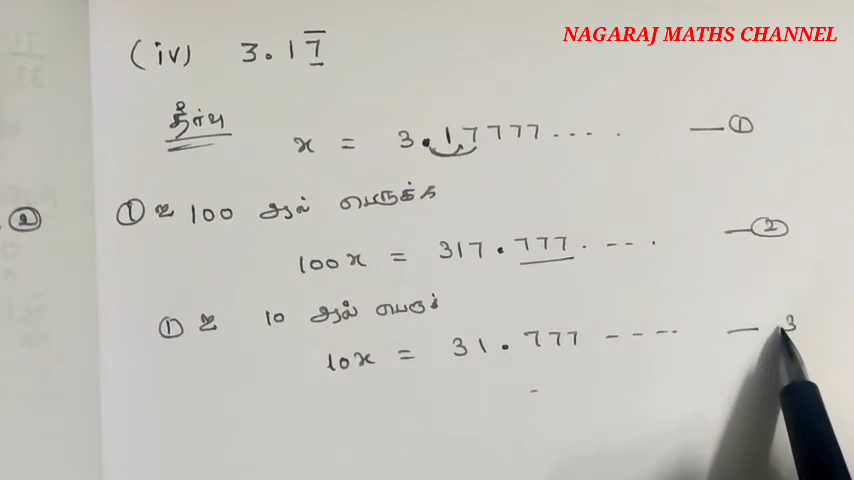 NAGARAJ MATHS CHANNEL
(iv) 3.17̅
தீர்வு
x = 3.17777.... — ①
② ① ஐ 100 ஆல் பெருக்க
100x = 317.777.--- — ②
① ஐ 10 ஆல் பெருக்
10x = 31.777---- — 3